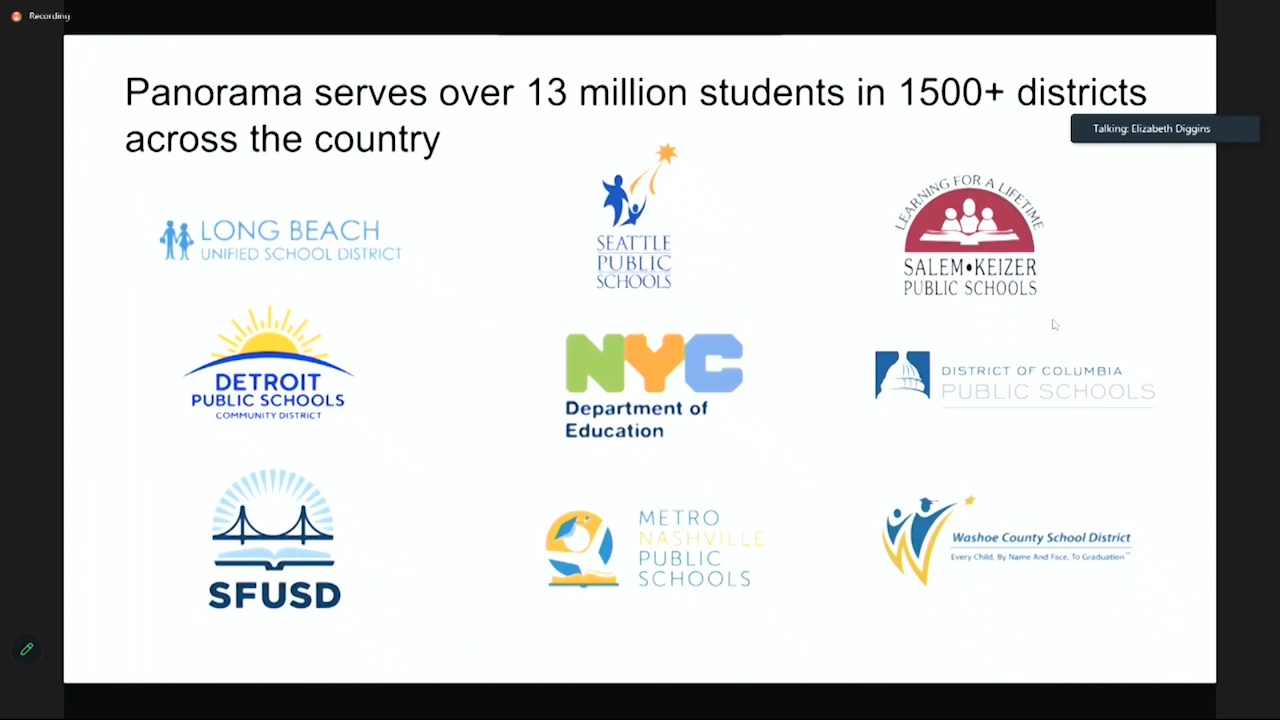 Recording
Panorama serves over 13 million students in 1500+ districts
across the country
Talking: Elizabeth Diggins
LONG BEACH
UNIFIED SCHOOL DISTRICT
SEATTLE
PUBLIC
SCHOOLS
LEARNING FOR A LIFETIME
SALEM•KEIZER
PUBLIC SCHOOLS
DETROIT
PUBLIC SCHOOLS
COMMUNITY DISTRICT
NYC
Department of
Education
DISTRICT OF COLUMBIA
PUBLIC SCHOOLS
SFUSD
METRO
NASHVILLE
PUBLIC
SCHOOLS
Washoe County School District
Every Child, By Name And Face, To Graduation™